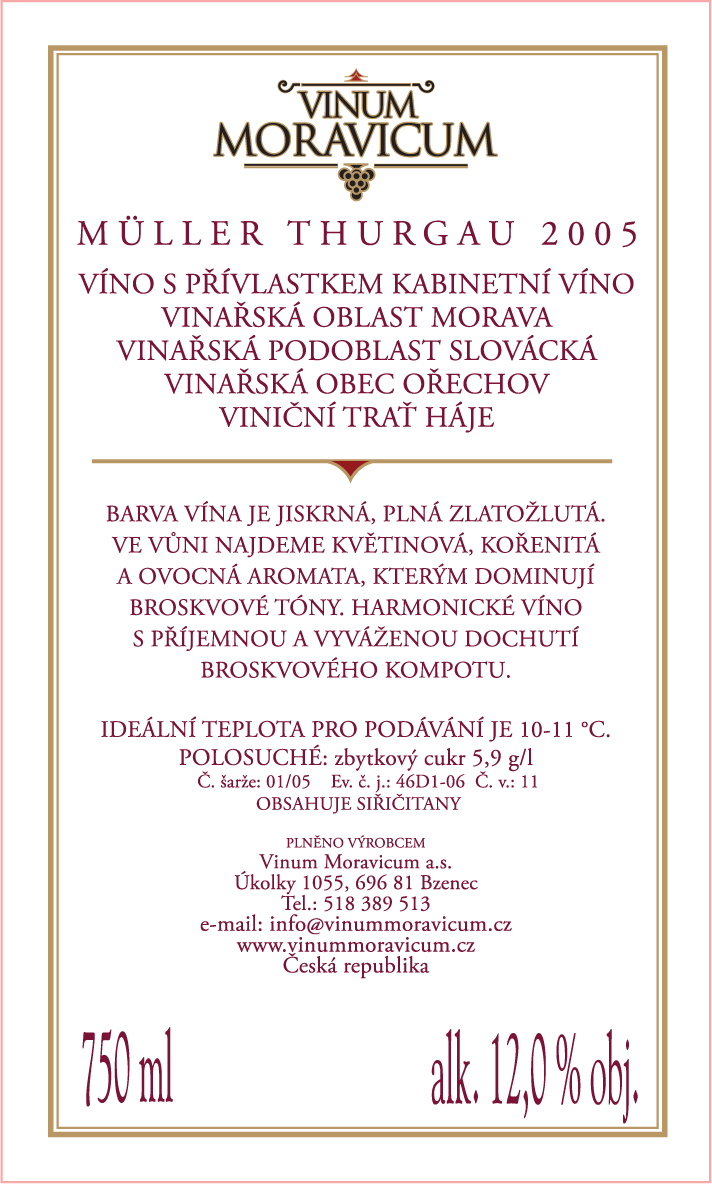 VINUM
MORAVICUM
MÜLLER THURGAU 2005
VÍNO S PŘÍVLASTKEM KABINETNÍ VÍNO
VINAŘSKÁ OBLAST MORAVA
VINAŘSKÁ PODOBLAST SLOVÁCKÁ
VINAŘSKÁ OBEC OŘECHOV
VINIČNÍ TRAŤ HÁJE
BARVA VÍNA JE JISKRNÁ, PLNÁ ZLATOŽLUTÁ.
VE VŮNI NAJDEME KVĚTINOVÁ, KOŘENITÁ
A OVOCNÁ AROMATA, KTERÝM DOMINUJÍ
BROSKVOVÉ TÓNY. HARMONICKÉ VÍNO
S PŘÍJEMNOU A VYVÁŽENOU DOCHUTÍ
BROSKVOVÉHO KOMPOTU.
IDEÁLNÍ TEPLOTA PRO PODÁVÁNÍ JE 10-11 °C.
POLOSUCHÉ: zbytkový cukr 5,9 g/l
Č. šarže: 01/05 Ev. č. j.: 46D1-06 Č. v.: 11
OBSAHUJE SIŘIČITANY
PLNĚNO VÝROBCEM
Vinum Moravicum a.s.
Úkolky 1055, 696 81 Bzenec
Tel.: 518 389 513
e-mail: info@vinummoravicum.cz
www.vinummoravicum.cz
Česká republika
750 ml alk. 12,0 % obj.